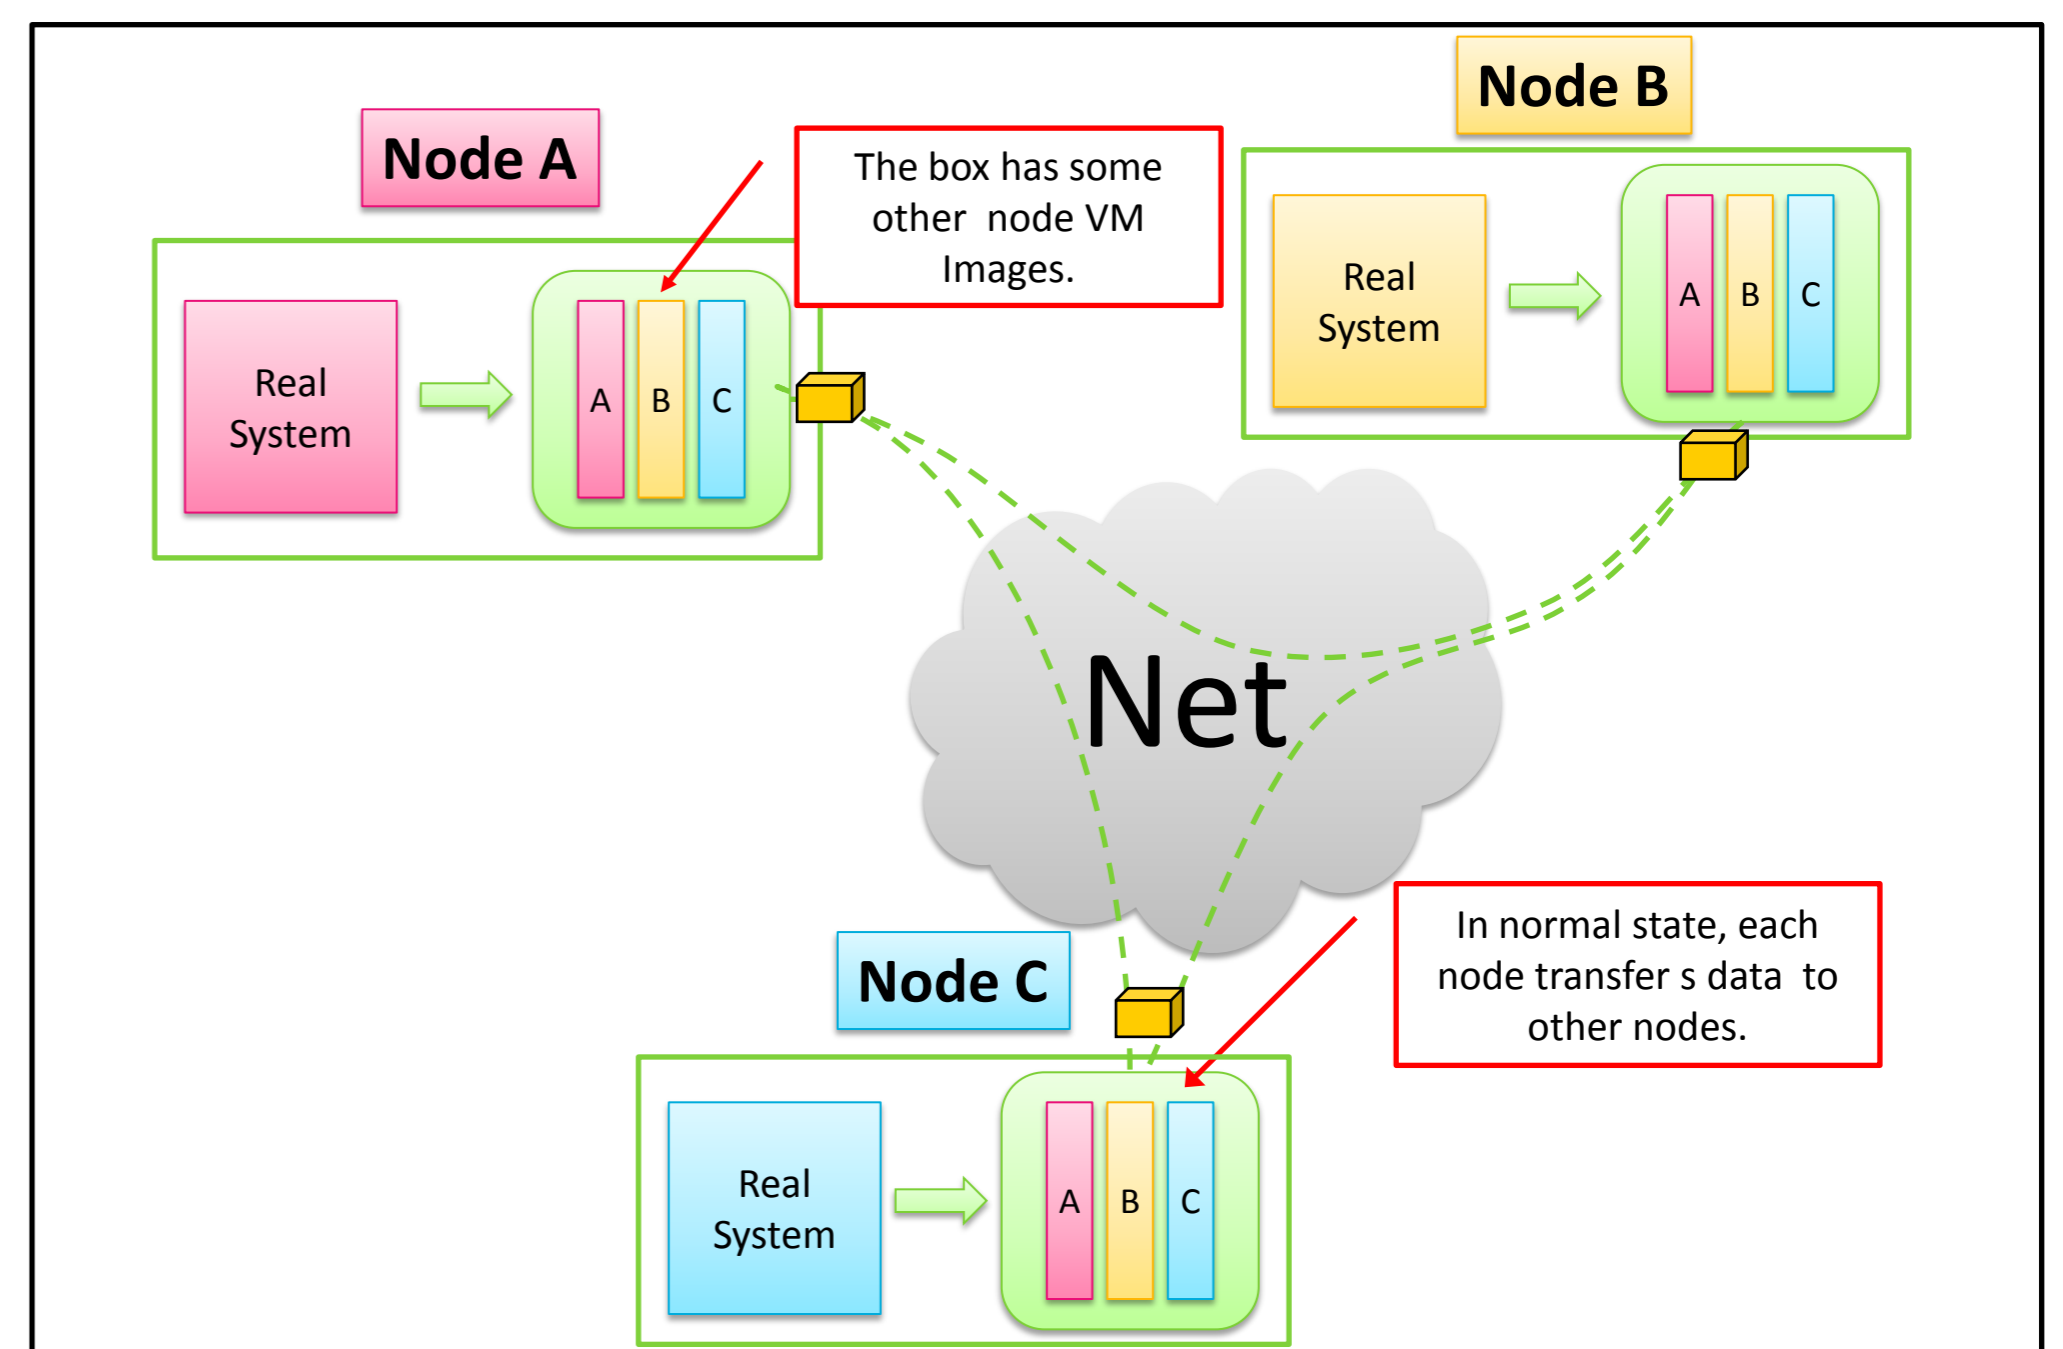 Node B
Node A
The box has some
other node VM
Images.
Real
System
A B C
Real
System
A B C
Net
In normal state, each
node transfer s data to
other nodes.
Node C
Real
System
A B C